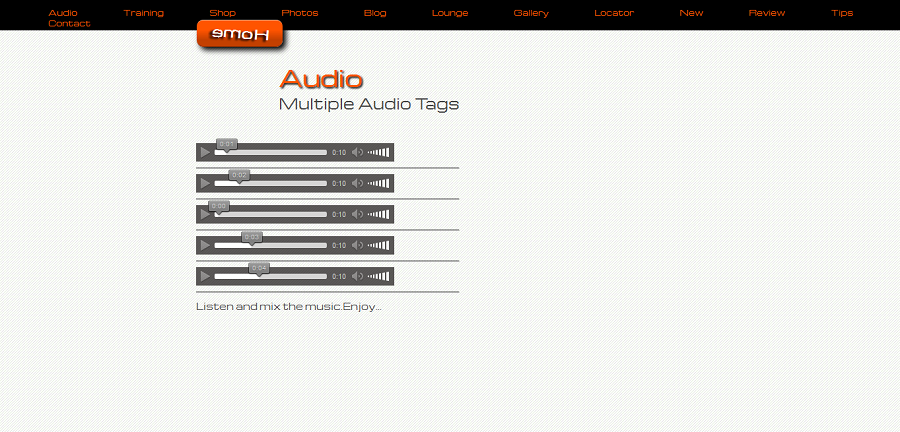 Audio Training Shop Photos Blog Lounge Gallery Locator New Review Tips
Contact
Home
Audio
Multiple Audio Tags
0:01
0:10
0:02
0:10
0:00
0:10
0:03
0:10
0:04
0:10
Listen and mix the music.Enjoy...